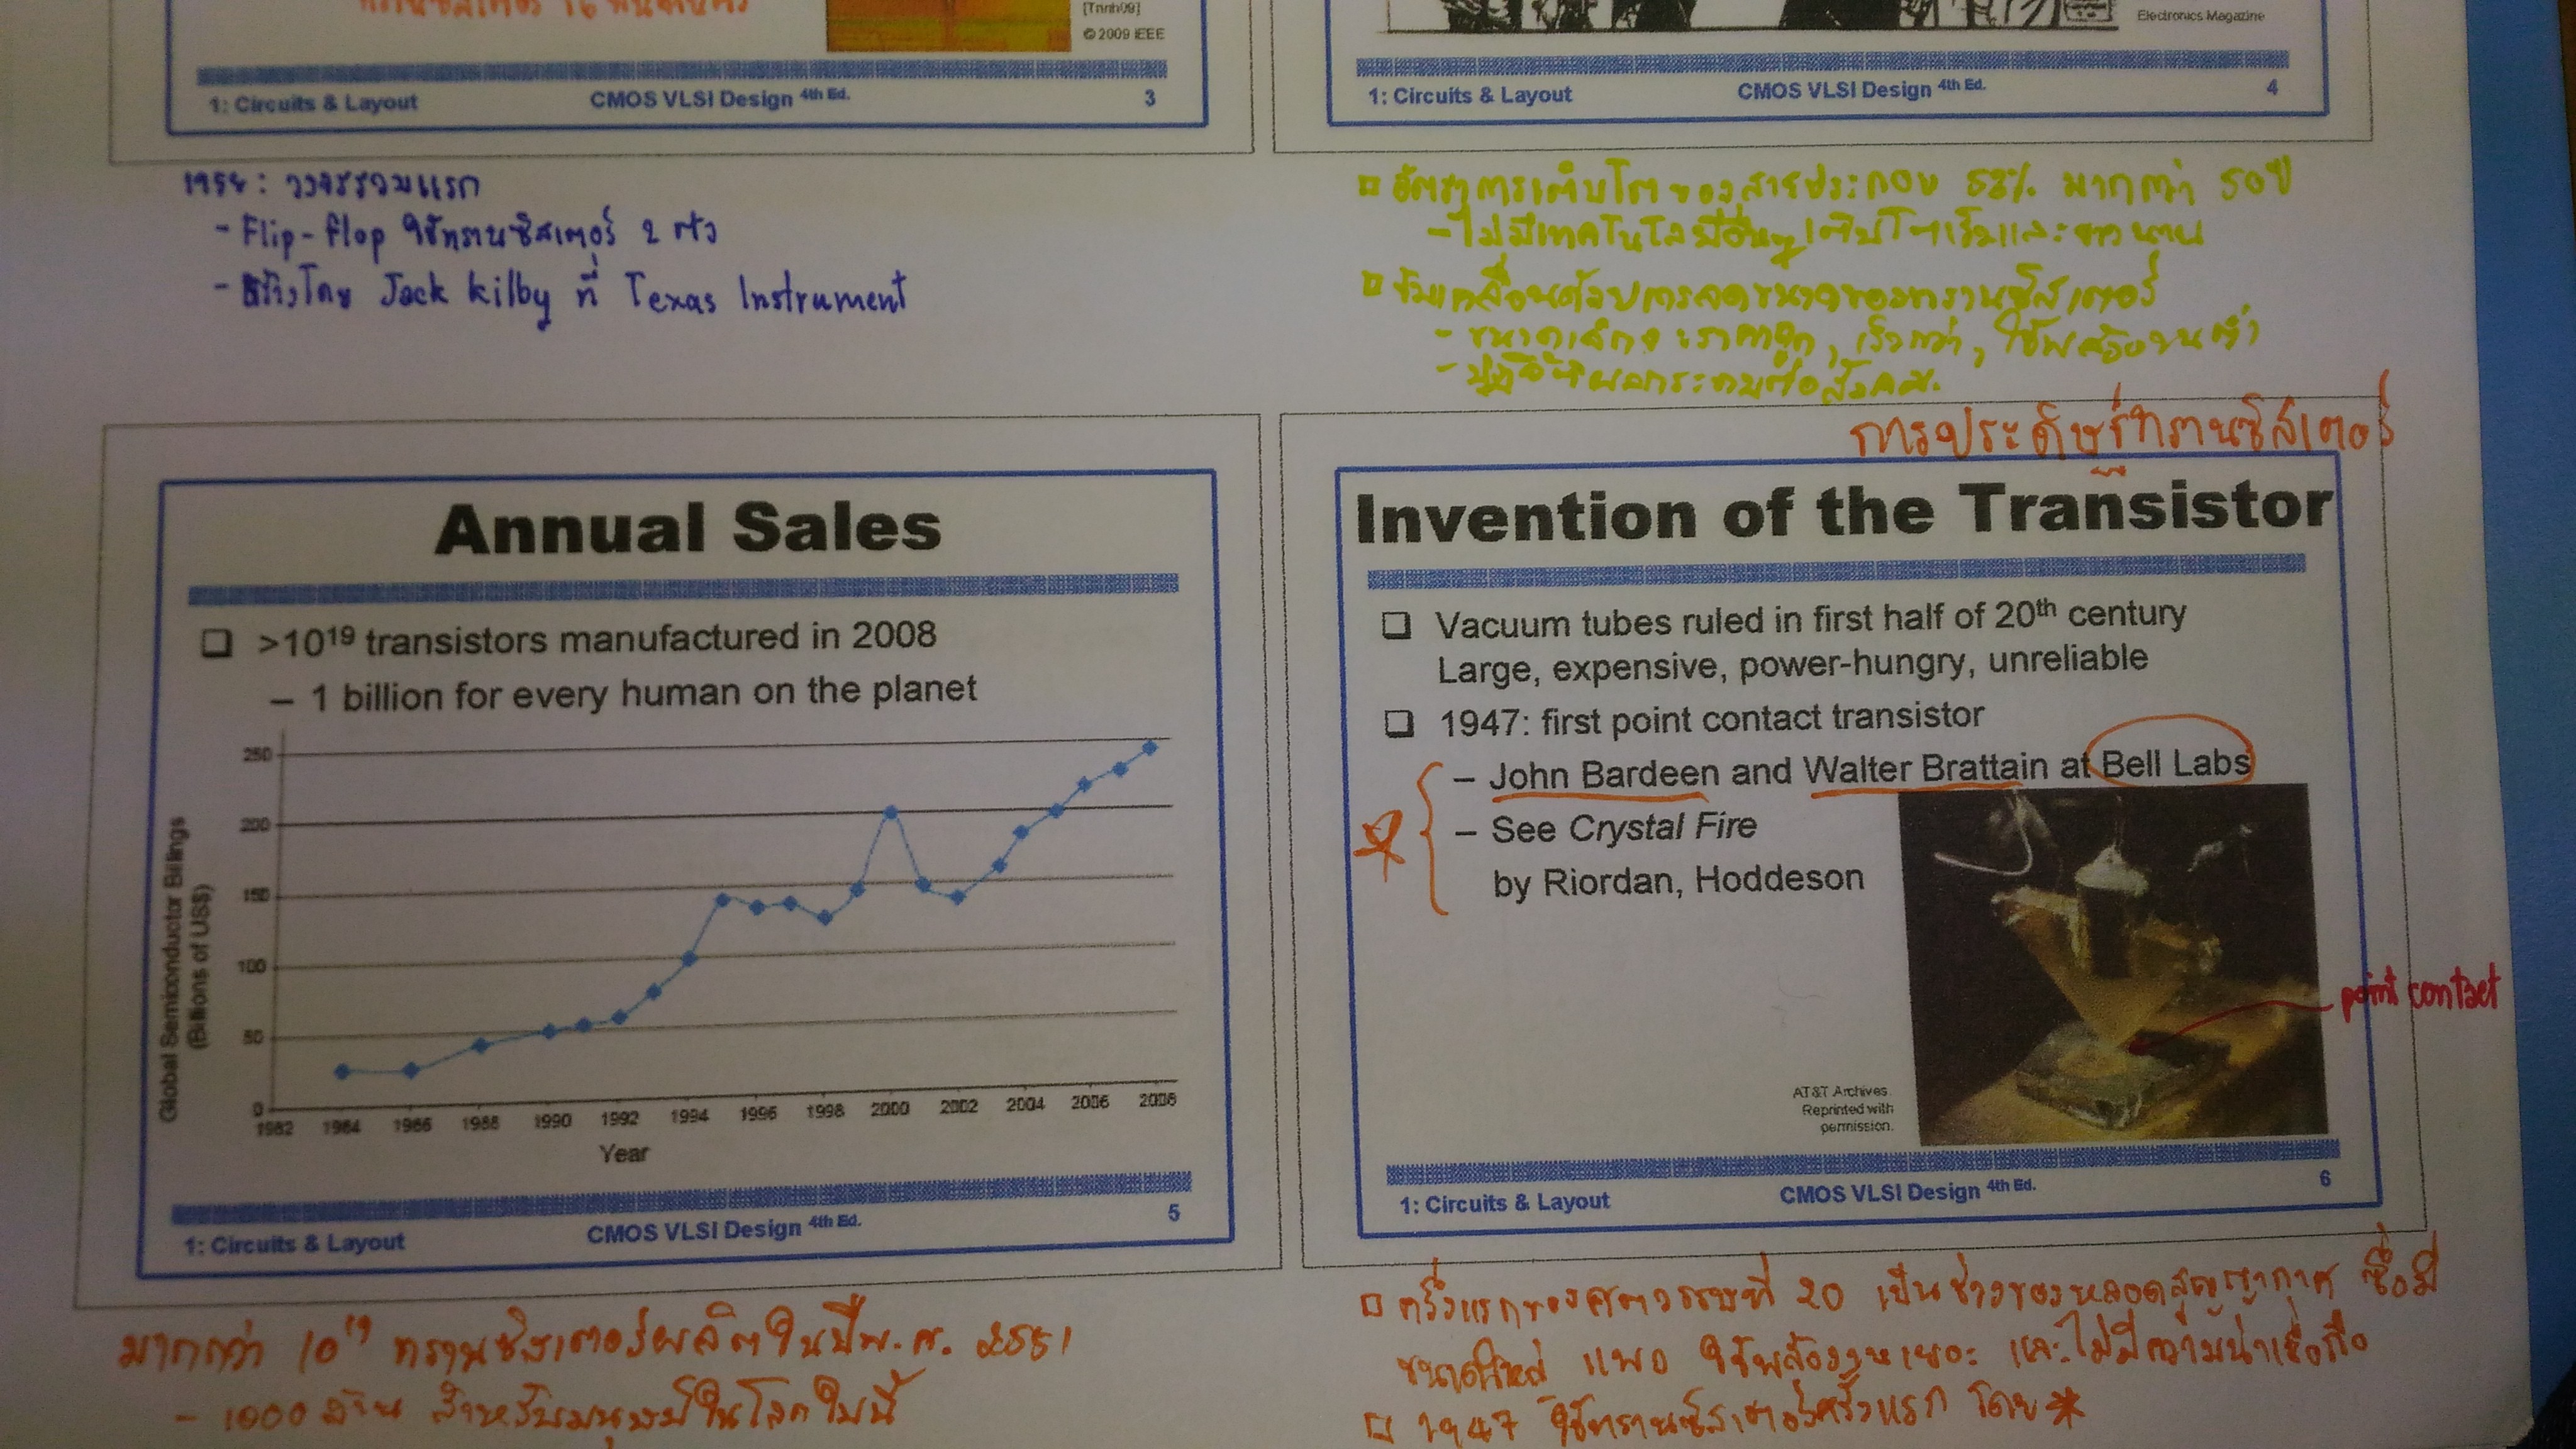 [Trinh09]
© 2009 IEEE
1: Circuits & Layout
CMOS VLSI Design 4th Ed.
3
Electronics Magazine
1: Circuits & Layout
CMOS VLSI Design 4th Ed.
4
1958: วงจรรวมแรก
- Flip-flop ใช้ทรานซิสเตอร์ 2 ตัว
- สร้างโดย Jack Kilby ที่ Texas Instrument
□ อัตราการเติบโตของสารประกอบ 53% มากกว่า 50 ปี
- ไม่มีเทคโนโลยีอื่นๆ เติบโตเร็วและยาวนาน
□ ขับเคลื่อนด้วยการลดขนาดของทรานซิสเตอร์
- ขนาดเล็ก ราคาถูก, เร็วกว่า, ใช้พลังงานต่ำ
ผลกระทบต่อสังคม.
การประดิษฐ์ทรานซิสเตอร์
Annual Sales
>10¹⁹ transistors manufactured in 2008
– 1 billion for every human on the planet
Global Semiconductor Billings
(Billions of US$)
250
200
150
100
50
0
1982 1984 1986 1988 1990 1992 1994 1996 1998 2000 2002 2004 2006 2008
Year
1: Circuits & Layout
CMOS VLSI Design 4th Ed.
5
Invention of the Transistor
❑ Vacuum tubes ruled in first half of 20th century
Large, expensive, power-hungry, unreliable
❑ 1947: first point contact transistor
– John Bardeen and Walter Brattain at Bell Labs
– See Crystal Fire
by Riordan, Hoddeson
point contact
AT&T Archives.
Reprinted with
permission.
1: Circuits & Layout
CMOS VLSI Design 4th Ed.
6
มากกว่า 10¹⁹ ทรานซิสเตอร์ผลิตในปีพ.ศ. 2551
- 1000 ล้าน สำหรับมนุษย์ในโลกใบนี้
□ ครึ่งแรกของศตวรรษที่ 20 เป็นช่วงของหลอดสูญญากาศ ซึ่งมี
ขนาดใหญ่ แพง ใช้พลังงานเยอะ และไม่มีความน่าเชื่อถือ
□ 1947 ใช้ทรานซิสเตอร์ครั้งแรก โดย *